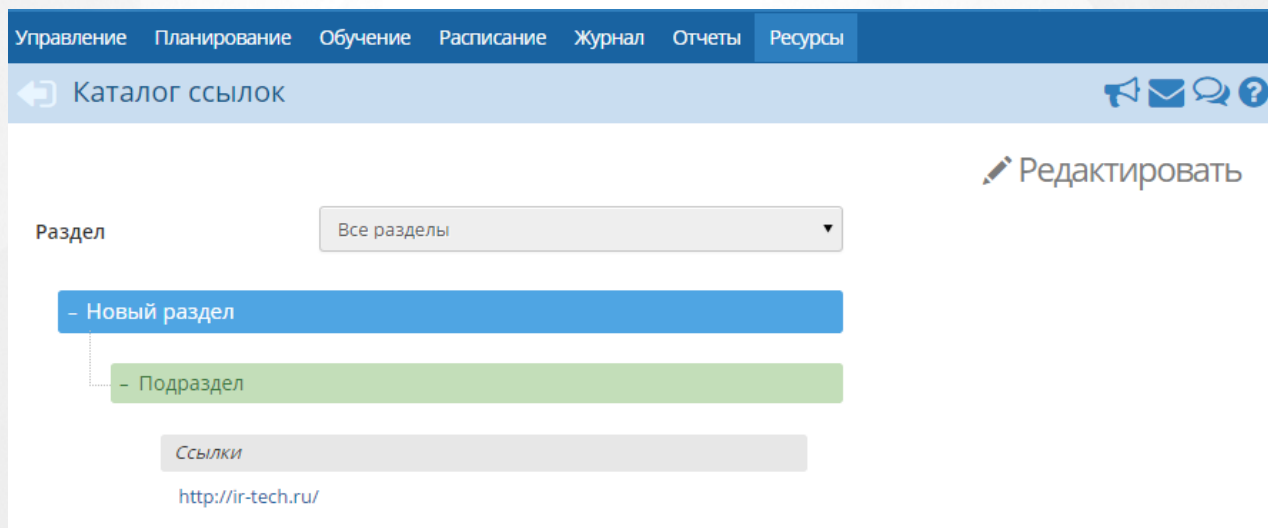 Управление Планирование Обучение Расписание Журнал Отчеты Ресурсы
Каталог ссылок
Редактировать
Раздел Все разделы
– Новый раздел
– Подраздел
Ссылки
http://ir-tech.ru/